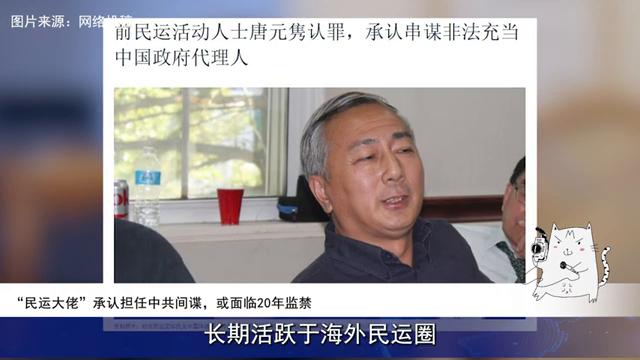 图片来源：网络投稿
前民运活动人士唐元隽认罪，承认串谋非法充当
中国政府代理人
“民运大佬”承认担任中共间谍，或面临20年监禁
长期活跃于海外民运圈